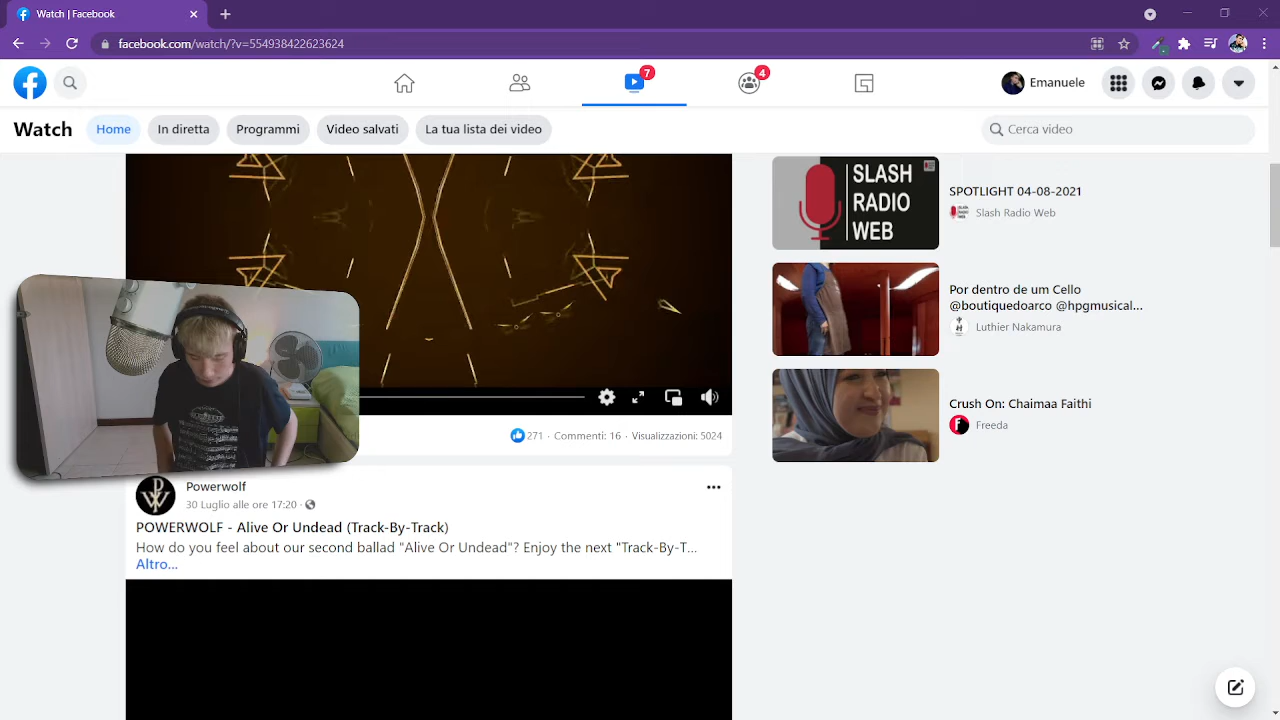 Watch | Facebook
facebook.com/watch/?v=554938422623624
7
4
Emanuele
Watch
Home
In diretta
Programmi
Video salvati
La tua lista dei video
Cerca video
SLASH
RADIO
WEB
SPOTLIGHT 04-08-2021
Slash Radio Web
Por dentro de um Cello
@boutiquedoarco @hpgmusical...
Luthier Nakamura
Crush On: Chaimaa Faithi
Freeda
271 · Commenti: 16 · Visualizzazioni: 5024
Powerwolf
30 Luglio alle ore 17:20 ·
POWERWOLF - Alive Or Undead (Track-By-Track)
How do you feel about our second ballad "Alive Or Undead"? Enjoy the next "Track-By-T...
Altro...